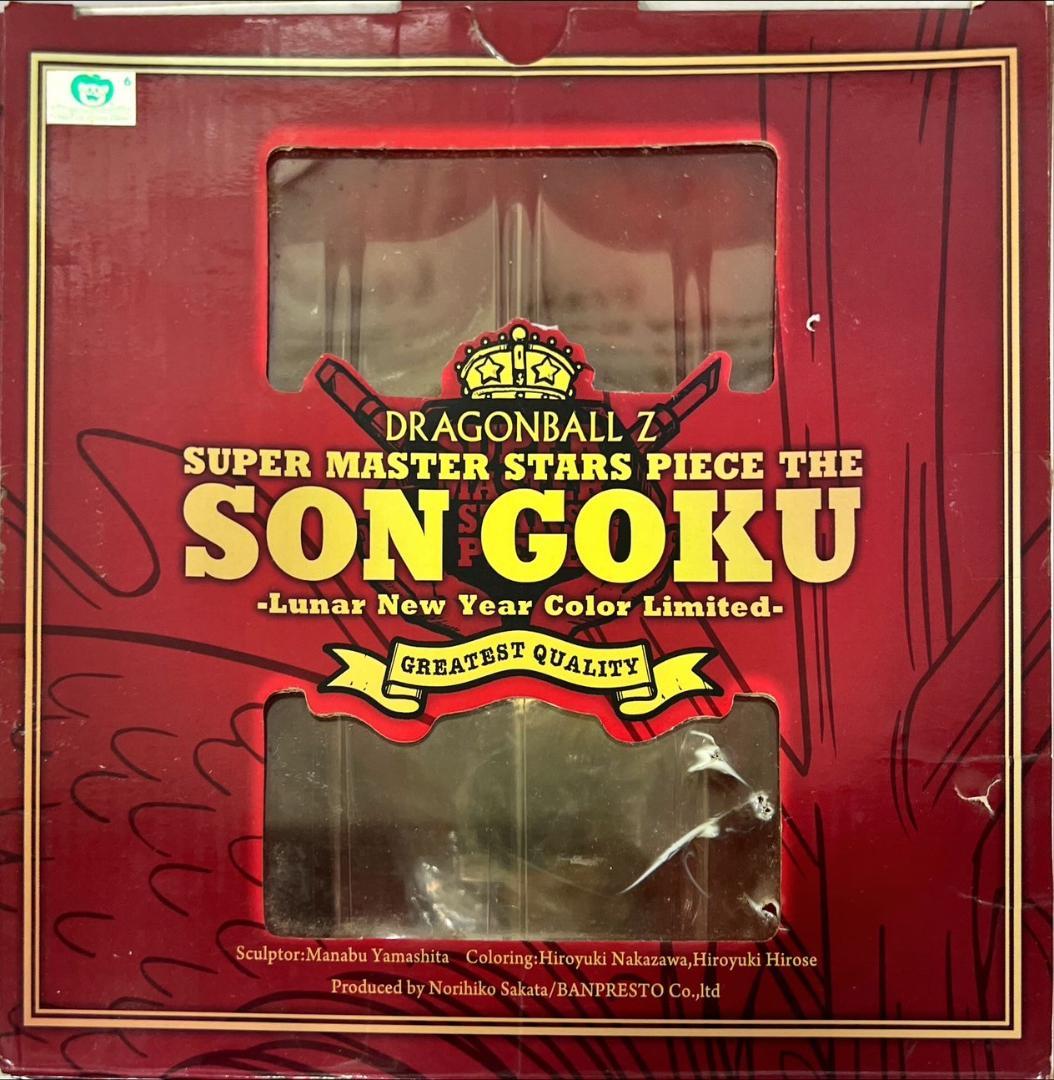 DRAGONBALL Z
SUPER MASTER STARS PIECE THE
SON GOKU
-Lunar New Year Color Limited-
GREATEST QUALITY
Sculptor:Manabu Yamashita Coloring:Hiroyuki Nakazawa,Hiroyuki Hirose
Produced by Norihiko Sakata/BANPRESTO Co.,ltd